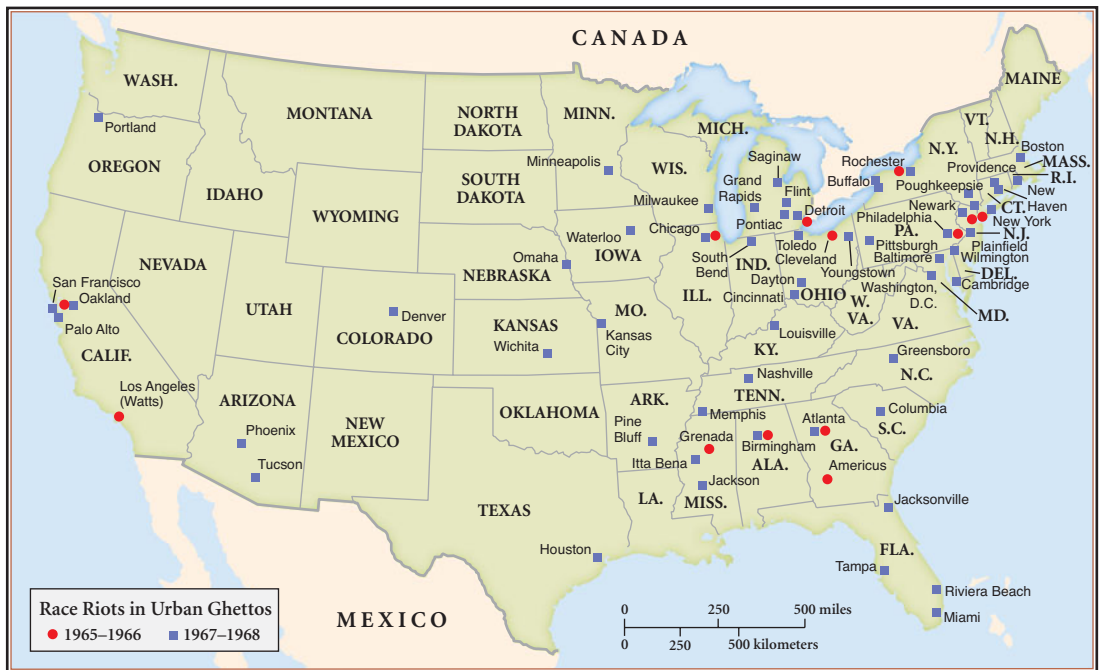 CANADA
WASH.
Portland
OREGON
IDAHO
MONTANA
NORTH
DAKOTA
SOUTH
DAKOTA
MINN.
Minneapolis
WIS.
Milwaukee
MICH.
Saginaw
Grand
Rapids
Flint
Pontiac
Detroit
WYOMING
NEVADA
UTAH
San Francisco
Oakland
Palo Alto
CALIF.
Los Angeles
(Watts)
ARIZONA
Phoenix
Tucson
Denver
COLORADO
NEW
MEXICO
NEBRASKA
Omaha
Waterloo
IOWA
KANSAS
Wichita
MO.
Kansas
City
OKLAHOMA
TEXAS
Houston
ARK.
Pine
Bluff
LA.
Chicago
ILL.
South
Bend
IND.
Toledo
Cleveland
Youngstown
Dayton
Cincinnati
OHIO
W.
VA.
VA.
Louisville
KY.
Nashville
TENN.
Memphis
Grenada
Itta Bena
Jackson
MISS.
Birmingham
ALA.
Atlanta
GA.
Americus
Greensboro
N.C.
Columbia
S.C.
Jacksonville
FLA.
Tampa
Riviera Beach
Miami
MAINE
VT.
N.H.
Boston
MASS.
R.I.
Providence
New
Haven
CT.
N.Y.
Rochester
Buffalo
Poughkeepsie
Newark
New York
N.J.
Philadelphia
PA.
Plainfield
Pittsburgh
Baltimore
Wilmington
DEL.
Cambridge
Washington,
D.C.
MD.
MEXICO
Race Riots in Urban Ghettos
1965–1966 1967–1968
0 250 500 miles
0 250 500 kilometers